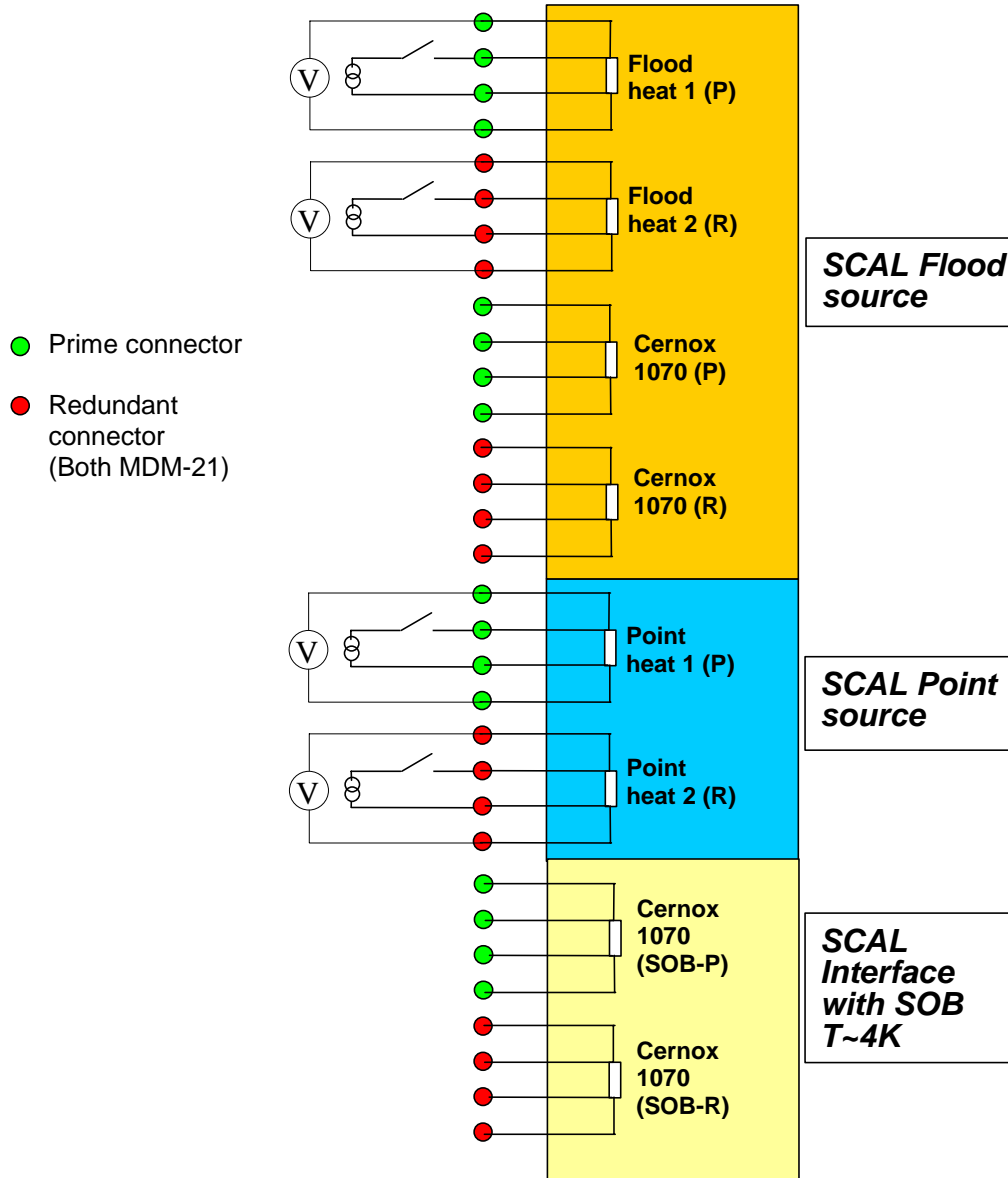 V
Flood
heat 1 (P)
V
Flood
heat 2 (R)
SCAL Flood
source
Prime connector
Cernox
1070 (P)
Redundant
connector
(Both MDM-21)
Cernox
1070 (R)
V
Point
heat 1 (P)
SCAL Point
source
V
Point
heat 2 (R)
Cernox
1070
(SOB-P)
SCAL
Interface
with SOB
T~4K
Cernox
1070
(SOB-R)